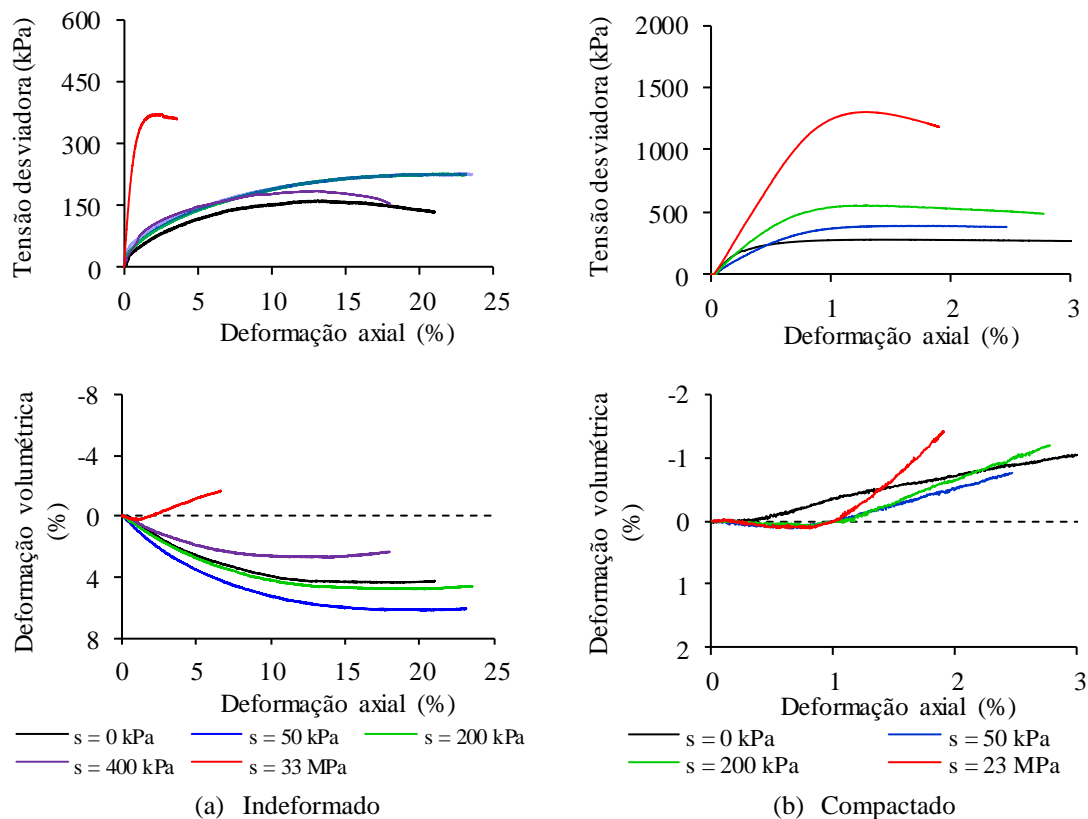 Tensão desviadora (kPa)
600
450
300
150
0
0 5 10 15 20 25
Deformação axial (%)
Tensão desviadora (kPa)
2000
1500
1000
500
0
0 1 2 3
Deformação axial (%)
Deformação volumétrica
(%)
-8
-4
0
4
8
0 5 10 15 20 25
Deformação axial (%)
s = 0 kPa s = 50 kPa s = 200 kPa
s = 400 kPa s = 33 MPa
(a) Indeformado
Deformação volumétrica
(%)
-2
-1
0
1
2
0 1 2 3
Deformação axial (%)
s = 0 kPa s = 50 kPa
s = 200 kPa s = 23 MPa
(b) Compactado